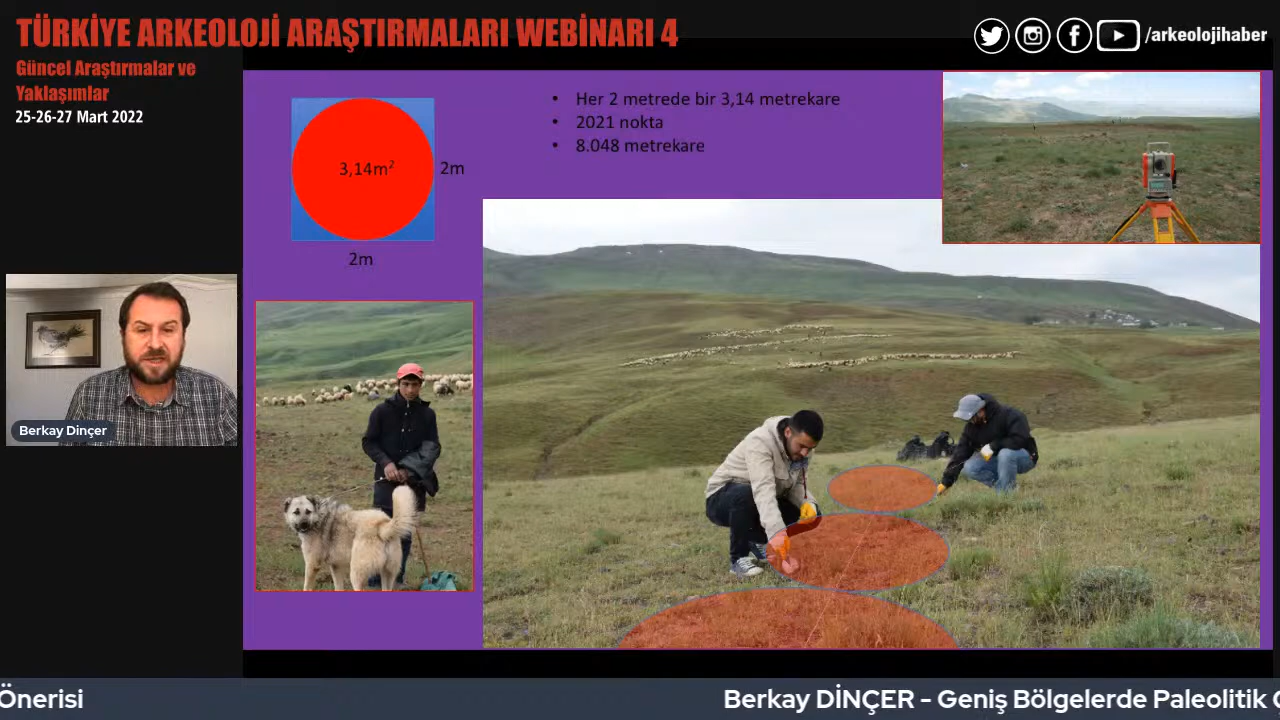 TÜRKİYE ARKEOLOJİ ARAŞTIRMALARI WEBİNARI 4
Güncel Araştırmalar ve
Yaklaşımlar
25-26-27 Mart 2022
/arkeolojihaber
• Her 2 metrede bir 3,14 metrekare
• 2021 nokta
• 8.048 metrekare
3,14m²
2m
2m
Berkay Dinçer
Önerisi
Berkay DİNÇER - Geniş Bölgelerde Paleolitik